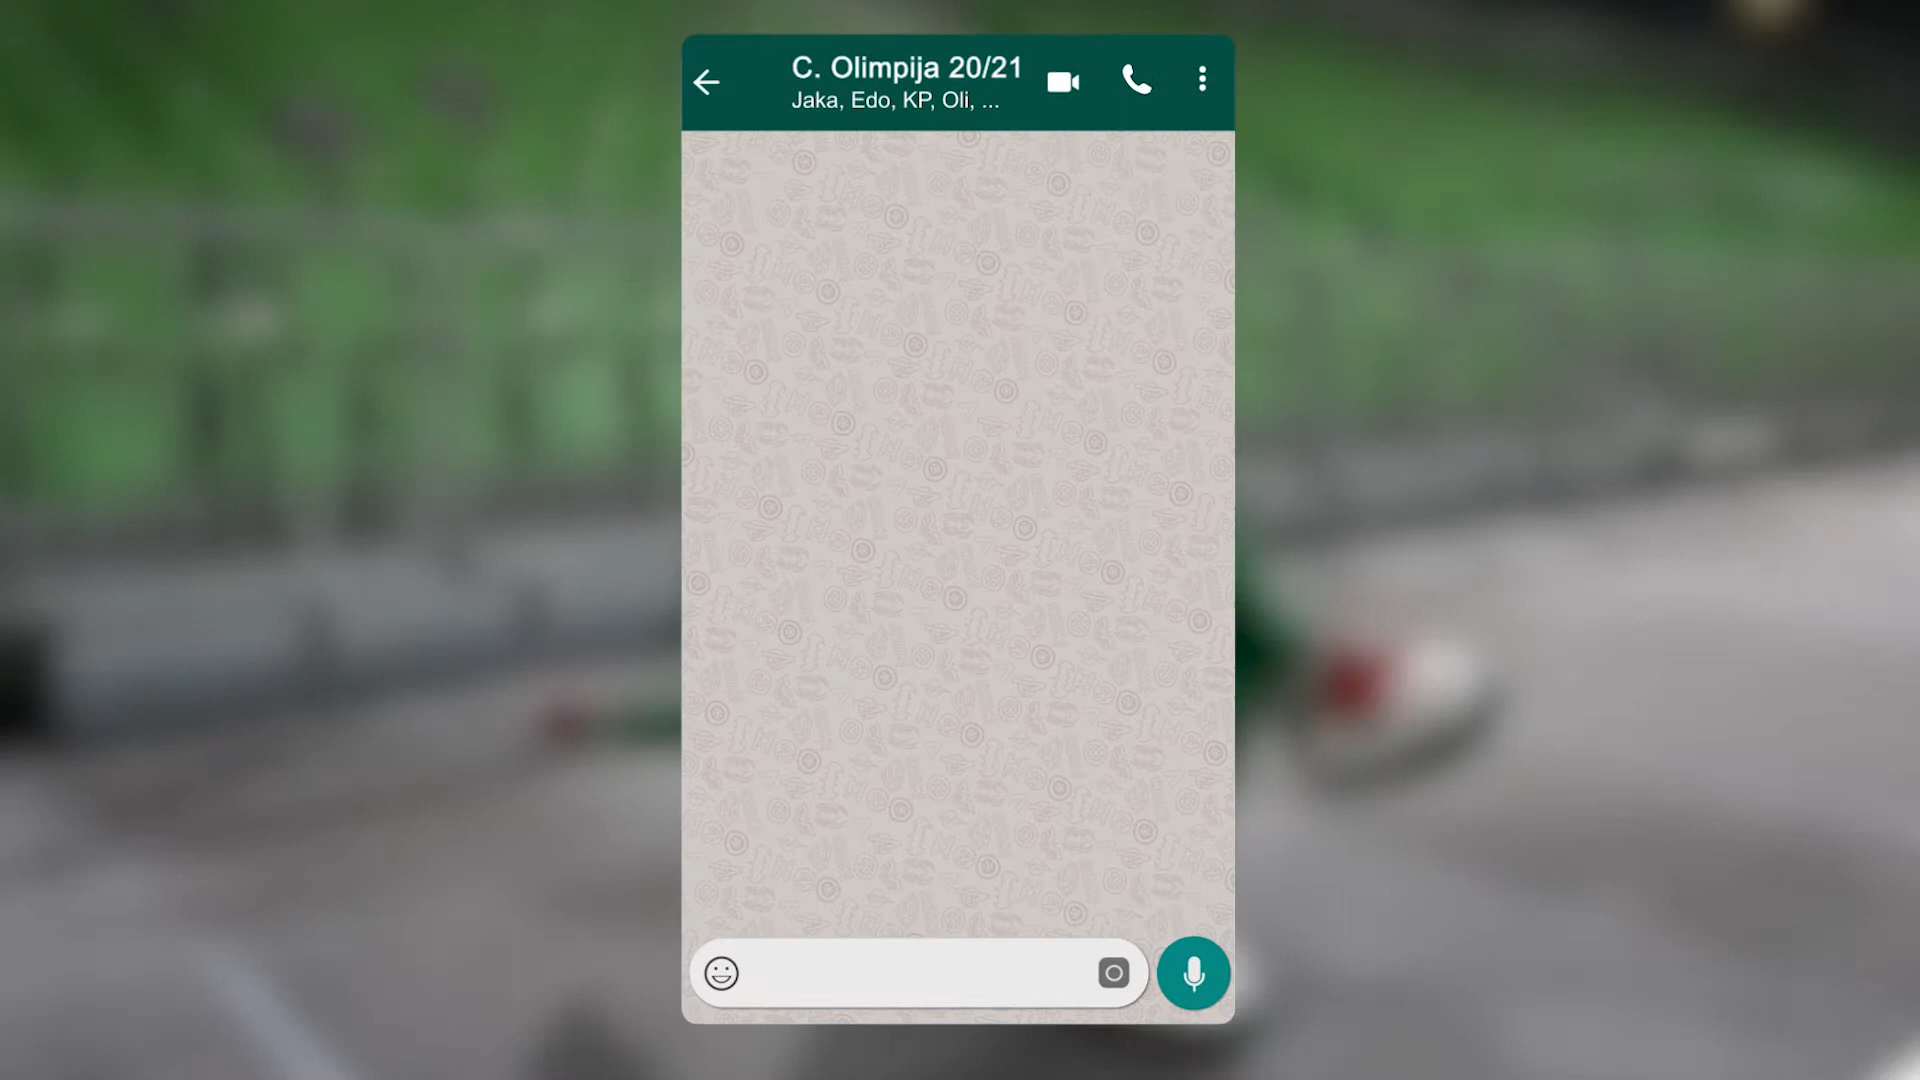 C. Olimpija 20/21
Jaka, Edo, KP, Oli, ...